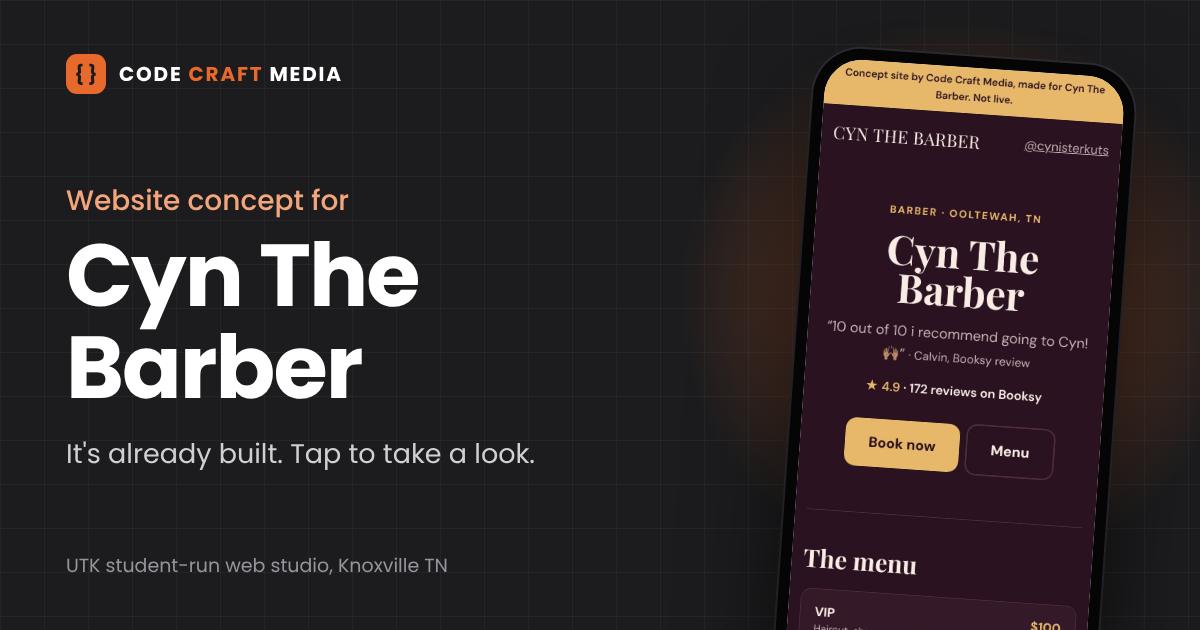 { } CODE CRAFT MEDIA
Website concept for
Cyn The
Barber
It's already built. Tap to take a look.
UTK student-run web studio, Knoxville TN
Concept site by Code Craft Media, made for Cyn The
Barber. Not live.
CYN THE BARBER @cynisterkuts
BARBER · OOLTEWAH, TN
Cyn The
Barber
“10 out of 10 i recommend going to Cyn!
🙌🏽” · Calvin, Booksy review
★ 4.9 · 172 reviews on Booksy
Book now Menu
The menu
VIP $100